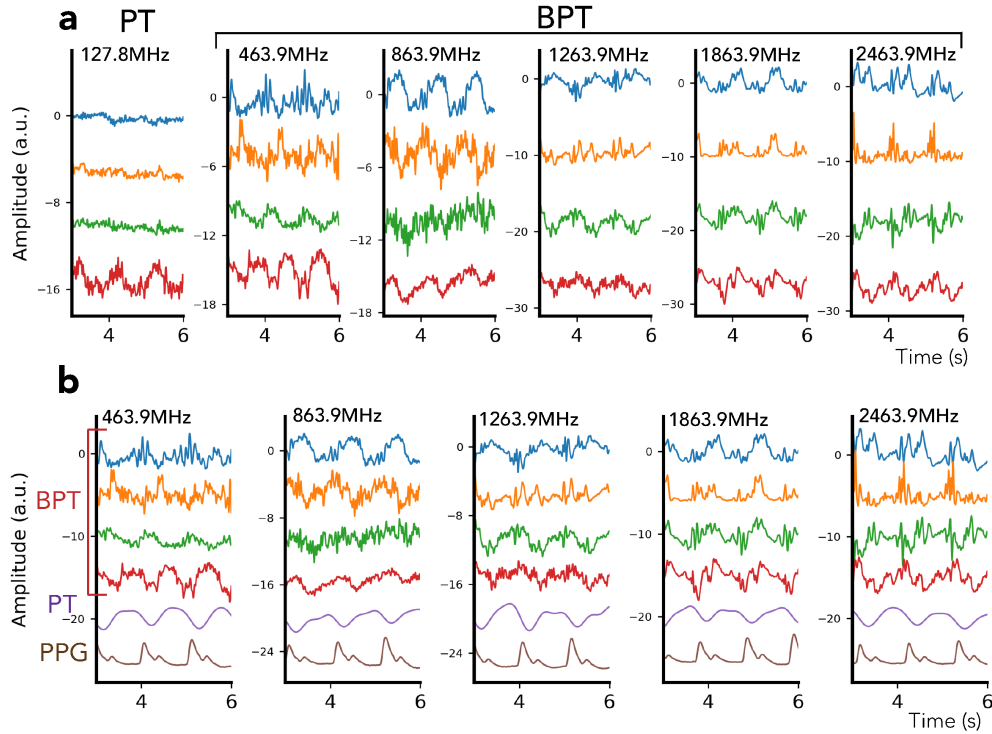 a PT BPT
127.8MHz 463.9MHz 863.9MHz 1263.9MHz 1863.9MHz 2463.9MHz
Amplitude (a.u.)
0 −8 −16
0 −6 −12 −18
0 −6 −12 −18
0 −10 −20 −30
0 −10 −20 −30
0 −10 −20 −30
4 6 4 6 4 6 4 6 4 6 4 6
Time (s)
b
463.9MHz 863.9MHz 1263.9MHz 1863.9MHz 2463.9MHz
Amplitude (a.u.)
BPT
PT
PPG
0 −10 −20
0 −8 −16 −24
0 −8 −16 −24
0 −10 −20
0 −10 −20
4 6 4 6 4 6 4 6 4 6
Time (s)